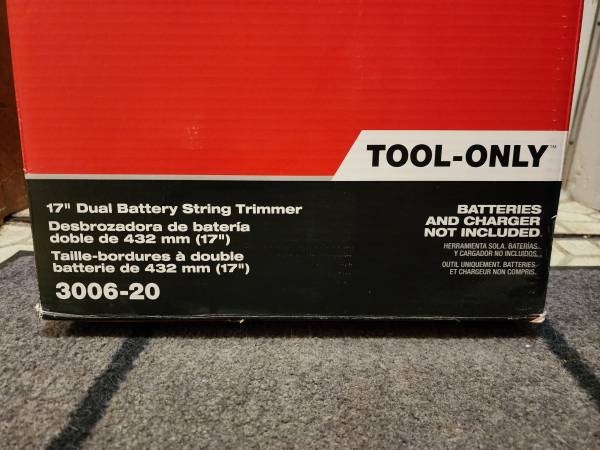 TOOL-ONLY™
17" Dual Battery String Trimmer
Desbrozadora de batería
doble de 432 mm (17")
Taille-bordures à double
batterie de 432 mm (17")
3006-20
BATTERIES
AND CHARGER
NOT INCLUDED.
HERRAMIENTA SOLA. BATERÍAS
Y CARGADOR NO INCLUIDOS.
OUTIL UNIQUEMENT. BATTERIES
ET CHARGEUR NON COMPRIS.